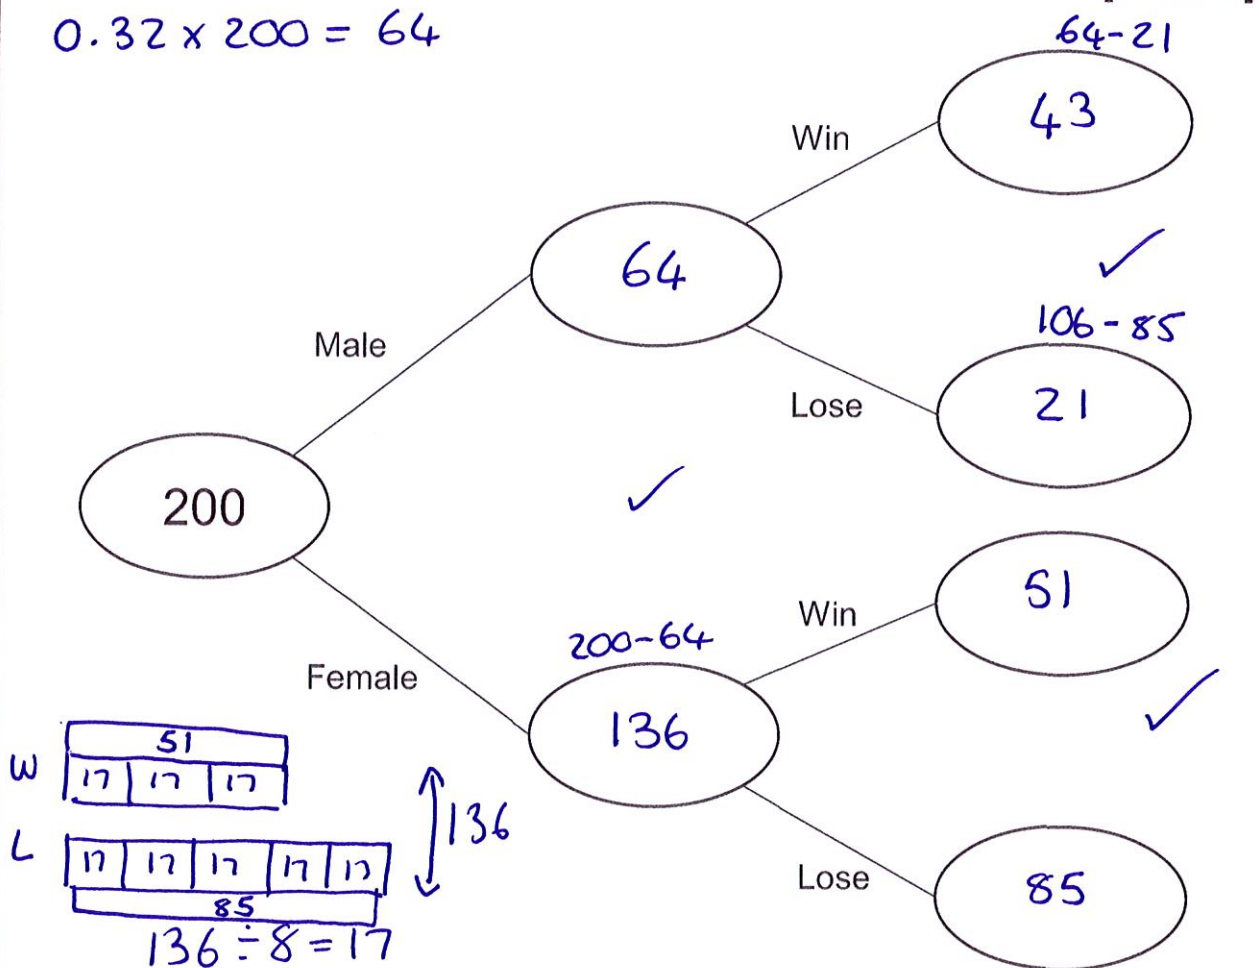 0.32 x 200 = 64
64-21
43
Win
64
Male
106-85
Lose
21
200
51
Win
200-64
Female
136
W
51
17 17 17
136
L
17 17 17 17 17
85
Lose
85
136 ÷ 8 = 17